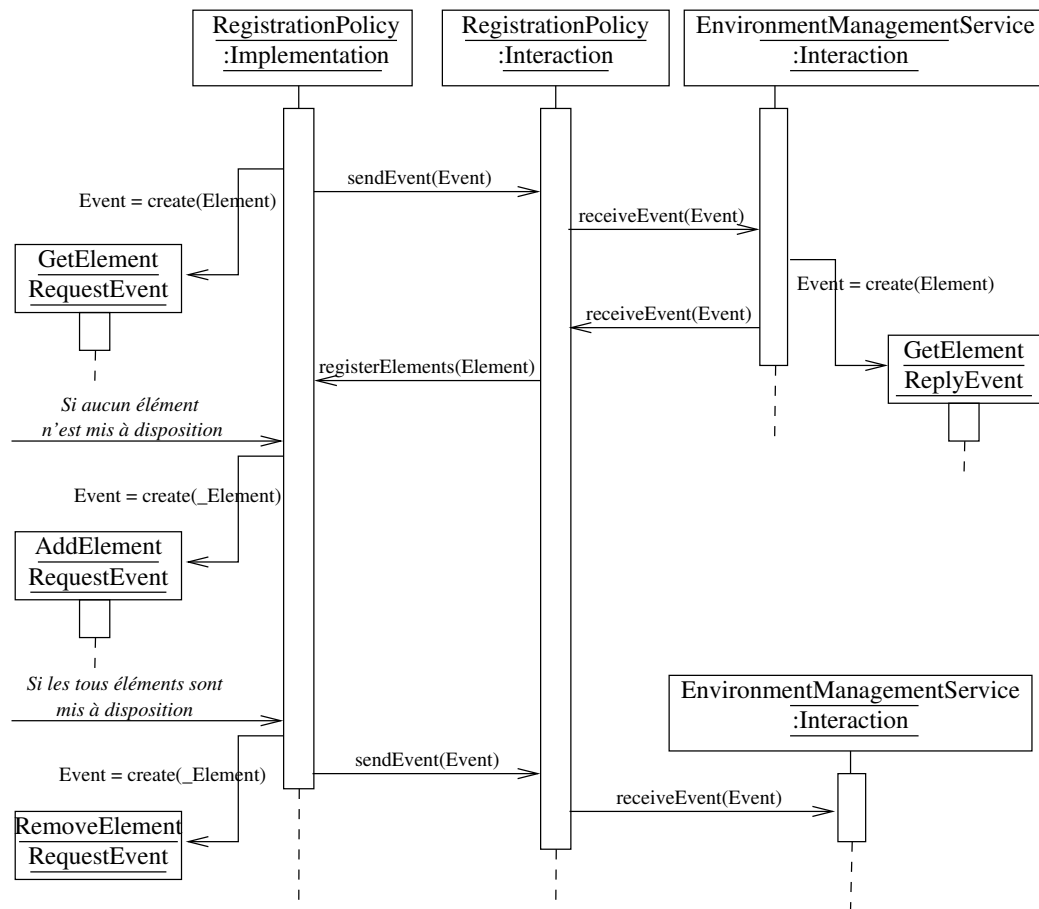 RegistrationPolicy
:Implementation
RegistrationPolicy
:Interaction
EnvironmentManagementService
:Interaction
sendEvent(Event)
Event = create(Element)
receiveEvent(Event)
GetElement
RequestEvent
Event = create(Element)
receiveEvent(Event)
GetElement
ReplyEvent
registerElements(Element)
Si aucun élément
n'est mis à disposition
Event = create(_Element)
AddElement
RequestEvent
Si les tous éléments sont
mis à disposition
EnvironmentManagementService
:Interaction
Event = create(_Element)
sendEvent(Event)
receiveEvent(Event)
RemoveElement
RequestEvent